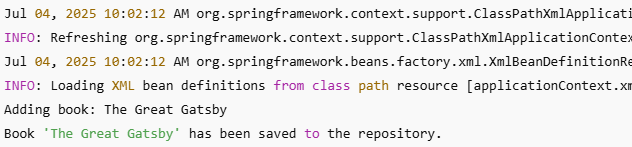 Jul 04, 2025 10:02:12 AM org.springframework.context.support.ClassPathXmlApplicati
INFO: Refreshing org.springframework.context.support.ClassPathXmlApplicationContex
Jul 04, 2025 10:02:12 AM org.springframework.beans.factory.xml.XmlBeanDefinitionRe
INFO: Loading XML bean definitions from class path resource [applicationContext.xm
Adding book: The Great Gatsby
Book 'The Great Gatsby' has been saved to the repository.